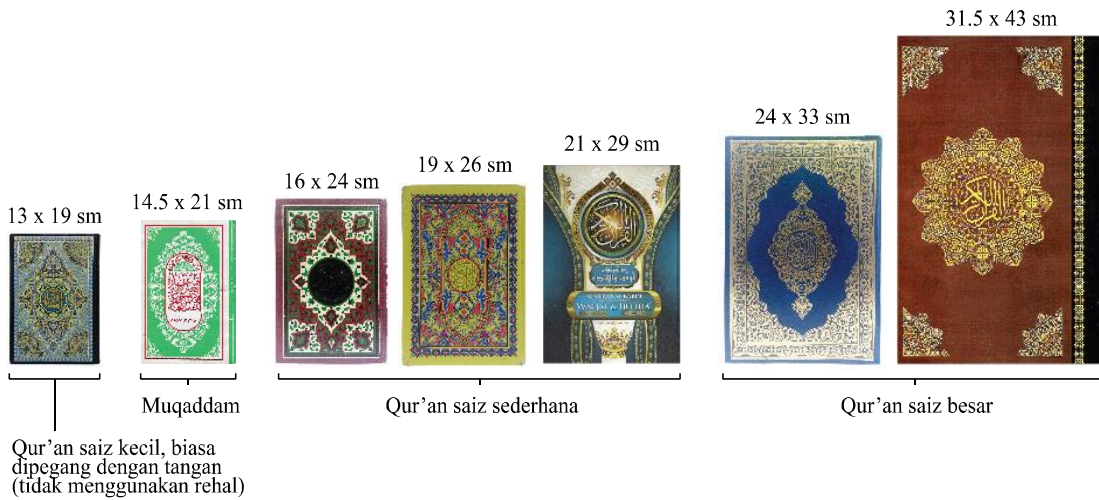 31.5 x 43 sm
24 x 33 sm
21 x 29 sm
19 x 26 sm
16 x 24 sm
14.5 x 21 sm
13 x 19 sm
Muqaddam
Qur’an saiz sederhana
Qur’an saiz besar
Qur’an saiz kecil, biasa
dipegang dengan tangan
(tidak menggunakan rehal)